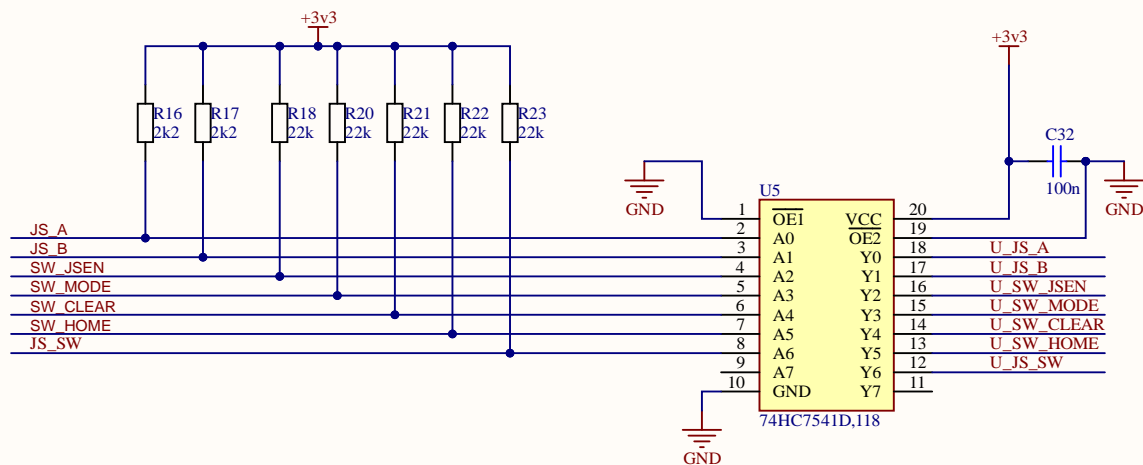 +3v3
+3v3
R16
2k2
R17
2k2
R18
22k
R20
22k
R21
22k
R22
22k
R23
22k
C32
100n
GND
GND
U5
JS_A
JS_B
SW_JSEN
SW_MODE
SW_CLEAR
SW_HOME
JS_SW
1 OE1 VCC 20
2 A0 OE2 19
3 A1 Y0 18 U_JS_A
4 A2 Y1 17 U_JS_B
5 A3 Y2 16 U_SW_JSEN
6 A4 Y3 15 U_SW_MODE
7 A5 Y4 14 U_SW_CLEAR
8 A6 Y5 13 U_SW_HOME
9 A7 Y6 12 U_JS_SW
10 GND Y7 11
74HC7541D,118
GND